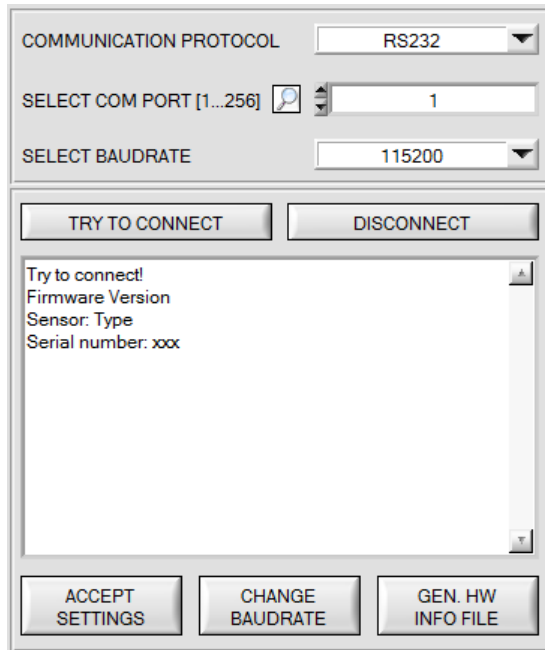 COMMUNICATION PROTOCOL RS232
SELECT COM PORT [1...256] 1
SELECT BAUDRATE 115200
TRY TO CONNECT DISCONNECT
Try to connect!
Firmware Version
Sensor: Type
Serial number: xxx
ACCEPT CHANGE GEN. HW
SETTINGS BAUDRATE INFO FILE